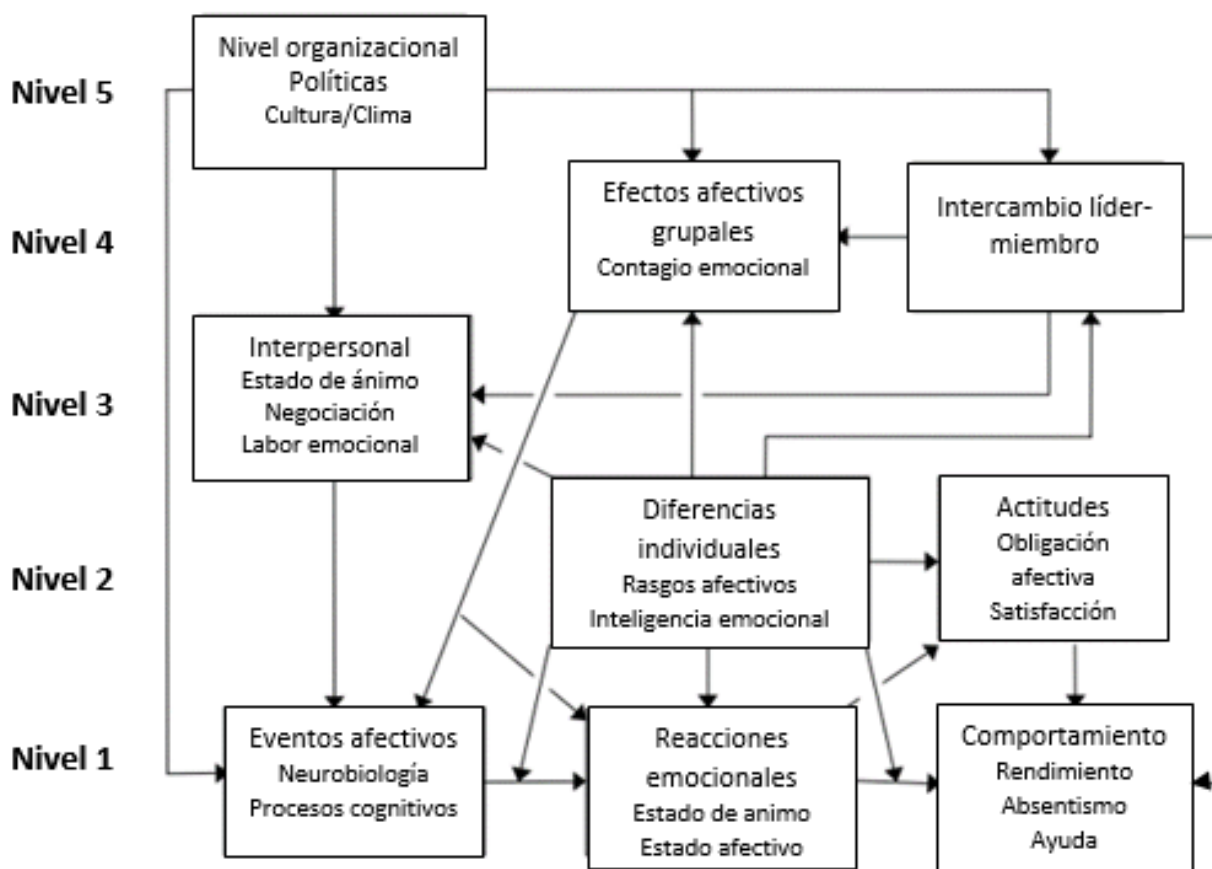 Nivel 5
Nivel organizacional
Políticas
Cultura/Clima
Nivel 4
Efectos afectivos
grupales
Contagio emocional
Intercambio líder-
miembro
Nivel 3
Interpersonal
Estado de ánimo
Negociación
Labor emocional
Nivel 2
Diferencias
individuales
Rasgos afectivos
Inteligencia emocional
Actitudes
Obligación
afectiva
Satisfacción
Nivel 1
Eventos afectivos
Neurobiología
Procesos cognitivos
Reacciones
emocionales
Estado de animo
Estado afectivo
Comportamiento
Rendimiento
Absentismo
Ayuda